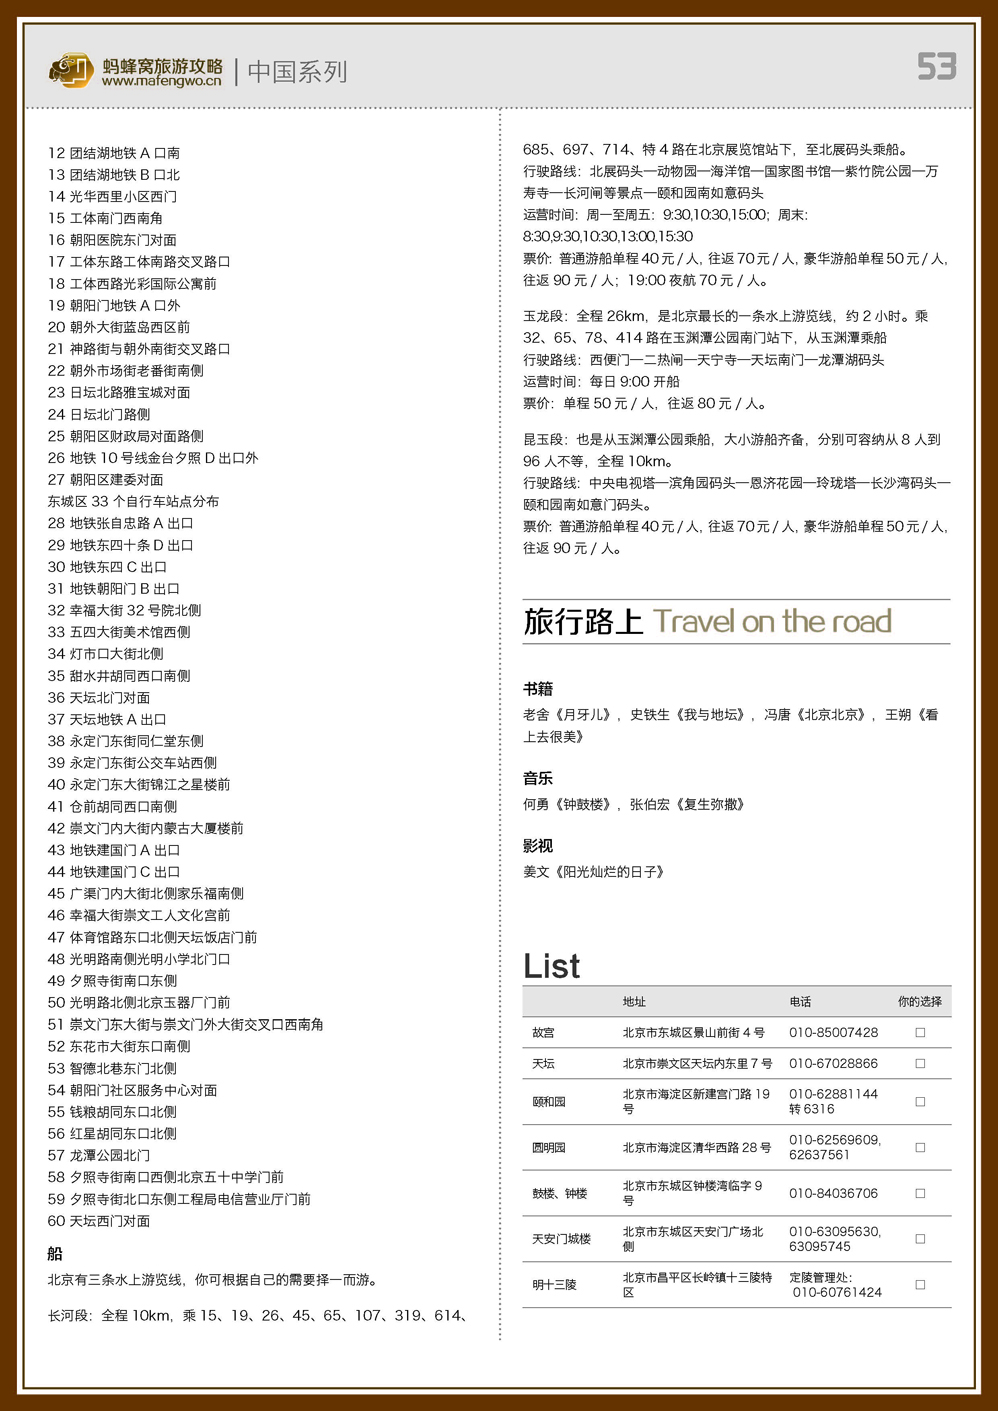 蚂蜂窝旅游攻略
www.mafengwo.cn
中国系列
53
12 团结湖地铁 A 口南
13 团结湖地铁 B 口北
14 光华西里小区西门
15 工体南门西南角
16 朝阳医院东门对面
17 工体东路工体南路交叉路口
18 工体西路光彩国际公寓前
19 朝阳门地铁 A 口外
20 朝外大街蓝岛西区前
21 神路街与朝外南街交叉路口
22 朝外市场街老番街南侧
23 日坛北路雅宝城对面
24 日坛北门路侧
25 朝阳区财政局对面路侧
26 地铁 10 号线金台夕照 D 出口外
27 朝阳区建委对面
东城区 33 个自行车站点分布
28 地铁张自忠路 A 出口
29 地铁东四十条 D 出口
30 地铁东四 C 出口
31 地铁朝阳门 B 出口
32 幸福大街 32 号院北侧
33 五四大街美术馆西侧
34 灯市口大街北侧
35 甜水井胡同西口南侧
36 天坛北门对面
37 天坛地铁 A 出口
38 永定门东街同仁堂东侧
39 永定门东街公交车站西侧
40 永定门东大街锦江之星楼前
41 仓前胡同西口南侧
42 崇文门内大街内蒙古大厦楼前
43 地铁建国门 A 出口
44 地铁建国门 C 出口
45 广渠门内大街北侧家乐福南侧
46 幸福大街崇文工人文化宫前
47 体育馆路东口北侧天坛饭店门前
48 光明路南侧光明小学北门口
49 夕照寺街南口东侧
50 光明路北侧北京玉器厂门前
51 崇文门东大街与崇文门外大街交叉口西南角
52 东花市大街东口南侧
53 智德北巷东门北侧
54 朝阳门社区服务中心对面
55 钱粮胡同东口北侧
56 红星胡同东口北侧
57 龙潭公园北门
58 夕照寺街南口西侧北京五十中学门前
59 夕照寺街北口东侧工程局电信营业厅门前
60 天坛西门对面
船
北京有三条水上游览线，你可根据自己的需要择一而游。
长河段：全程 10km，乘 15、19、26、45、65、107、319、614、
685、697、714、特 4 路在北京展览馆站下，至北展码头乘船。
行驶路线：北展码头—动物园—海洋馆—国家图书馆—紫竹院公园—万
寿寺—长河闸等景点—颐和园南如意码头
运营时间：周一至周五：9:30,10:30,15:00；周末：
8:30,9:30,10:30,13:00,15:30
票价：普通游船单程 40 元 / 人，往返 70 元 / 人，豪华游船单程 50 元 / 人，
往返 90 元 / 人；19:00 夜航 70 元 / 人。
玉龙段：全程 26km，是北京最长的一条水上游览线，约 2 小时。乘
32、65、78、414 路在玉渊潭公园南门站下，从玉渊潭乘船
行驶路线：西便门—二热闸—天宁寺—天坛南门—龙潭湖码头
运营时间：每日 9:00 开船
票价：单程 50 元 / 人，往返 80 元 / 人。
昆玉段：也是从玉渊潭公园乘船，大小游船齐备，分别可容纳从 8 人到
96 人不等，全程 10km。
行驶路线：中央电视塔—滨角园码头—恩济花园—玲珑塔—长沙湾码头—
颐和园南如意门码头。
票价：普通游船单程 40 元 / 人，往返 70 元 / 人，豪华游船单程 50 元 / 人，
往返 90 元 / 人。
旅行路上 Travel on the road
书籍
老舍《月牙儿》，史铁生《我与地坛》，冯唐《北京北京》，王朔《看
上去很美》
音乐
何勇《钟鼓楼》，张伯宏《复生弥撒》
影视
姜文《阳光灿烂的日子》
List
地址 电话 你的选择
故宫 北京市东城区景山前街 4 号 010-85007428 □
天坛 北京市崇文区天坛内东里 7 号 010-67028866 □
颐和园 北京市海淀区新建宫门路 19 010-62881144 □
号 转 6316
圆明园 北京市海淀区清华西路 28 号 010-62569609, □
62637561
鼓楼、钟楼 北京市东城区钟楼湾临字 9 010-84036706 □
号
天安门城楼 北京市东城区天安门广场北 010-63095630, □
侧 63095745
明十三陵 北京市昌平区长岭镇十三陵特 定陵管理处： □
区 010-60761424